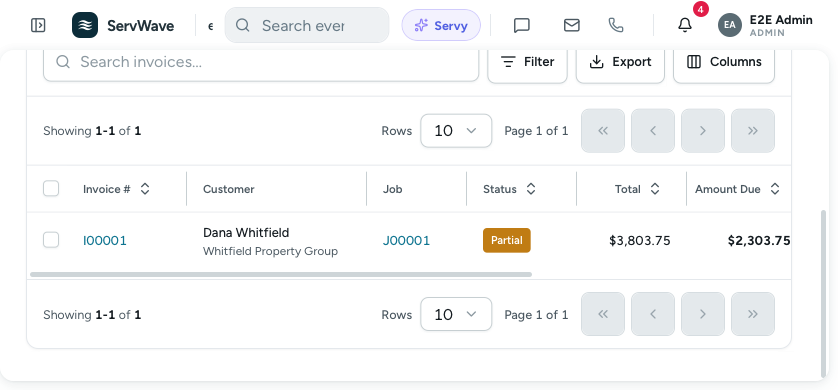 ServWave
e
Search ever
Servy
4
EA
E2E Admin
ADMIN
Search invoices...
Filter
Export
Columns
Showing 1-1 of 1
Rows
10
Page 1 of 1
Invoice #
Customer
Job
Status
Total
Amount Due
I00001
Dana Whitfield
Whitfield Property Group
J00001
Partial
$3,803.75
$2,303.75
Showing 1-1 of 1
Rows
10
Page 1 of 1